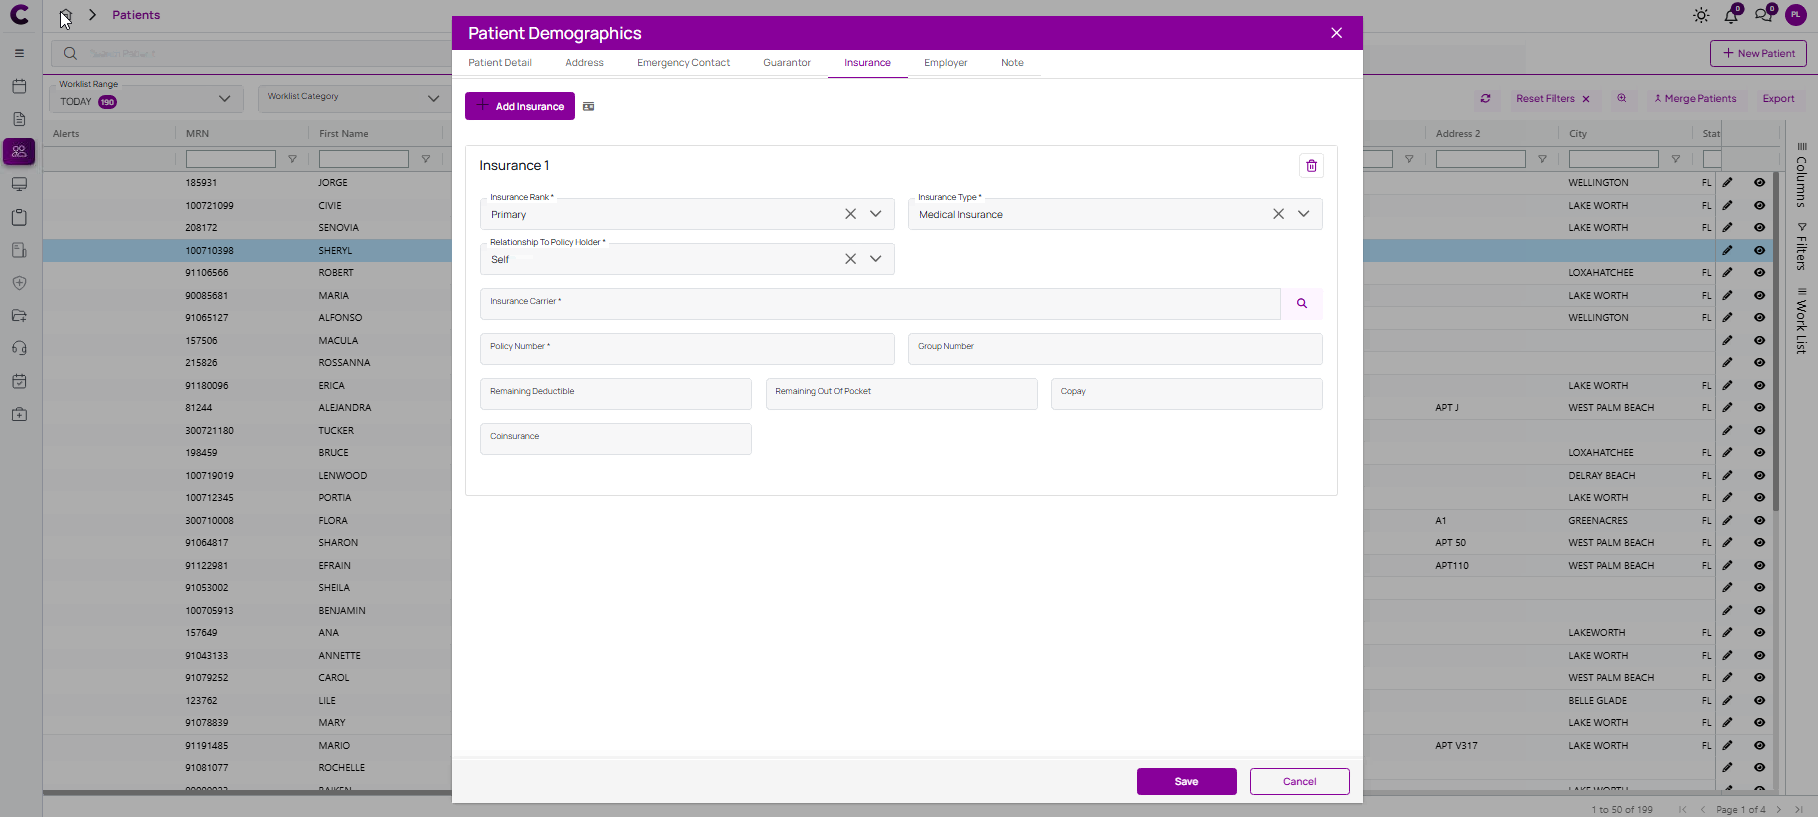 Patients
PL
0
0
New Patient
Worklist Range
TODAY 190
Worklist Category
Reset Filters
Merge Patients
Export
Alerts
MRN
First Name
Address 2
City
Stat
185931 JORGE WELLINGTON FL
100721099 CIVIE LAKE WORTH FL
208172 SENOVIA LAKE WORTH FL
100710398 SHERYL
91106566 ROBERT LOXAHATCHEE FL
90085681 MARIA LAKE WORTH FL
91065127 ALFONSO WELLINGTON FL
157506 MACULA
215826 ROSSANNA
91180096 ERICA LAKE WORTH FL
81244 ALEJANDRA APT J WEST PALM BEACH FL
300721180 TUCKER
198459 BRUCE LOXAHATCHEE FL
100719019 LENWOOD DELRAY BEACH FL
100712345 PORTIA LAKE WORTH FL
300710008 FLORA A1 GREENACRES FL
91064817 SHARON APT 50 WEST PALM BEACH FL
91122981 EFRAIN APT110 WEST PALM BEACH FL
91053002 SHEILA
100705913 BENJAMIN
157649 ANA LAKEWORTH FL
91043133 ANNETTE LAKE WORTH FL
91079252 CAROL WEST PALM BEACH FL
123762 LILE BELLE GLADE FL
91078839 MARY LAKE WORTH FL
91191485 MARIO APT V317 LAKE WORTH FL
91081077 ROCHELLE
Columns
Filters
Work List
1 to 50 of 199
Page 1 of 4
Patient Demographics
Patient Detail
Address
Emergency Contact
Guarantor
Insurance
Employer
Note
Add Insurance
Insurance 1
Insurance Rank *
Primary
Insurance Type *
Medical Insurance
Relationship To Policy Holder *
Self
Insurance Carrier *
Policy Number *
Group Number
Remaining Deductible
Remaining Out Of Pocket
Copay
Coinsurance
Save
Cancel